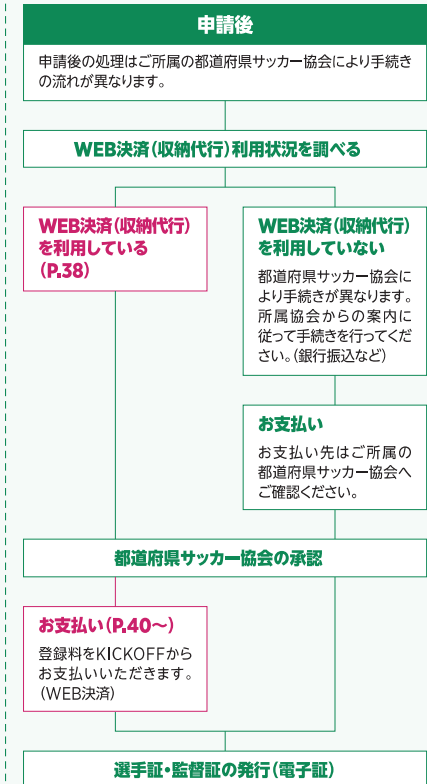 申請後
申請後の処理はご所属の都道府県サッカー協会により手続き
の流れが異なります。
WEB決済(収納代行)利用状況を調べる
WEB決済(収納代行)
を利用している
(P.38)
WEB決済(収納代行)
を利用していない
都道府県サッカー協会に
より手続きが異なります。
所属協会からの案内に
従って手続きを行ってくだ
さい。(銀行振込など)
お支払い
お支払い先はご所属の
都道府県サッカー協会へ
ご確認ください。
都道府県サッカー協会の承認
お支払い(P.40〜)
登録料をKICKOFFから
お支払いいただきます。
(WEB決済)
選手証・監督証の発行(電子証)